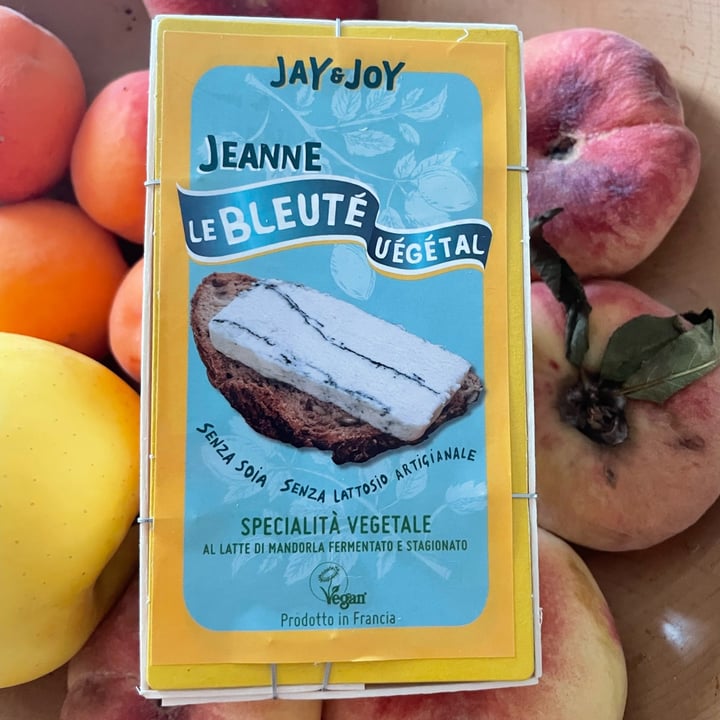 JAY & JOY
JEANNE
LE BLEUTÉ
VÉGÉTAL
SENZA SOIA SENZA LATTOSIO ARTIGIANALE
SPECIALITÀ VEGETALE
AL LATTE DI MANDORLA FERMENTATO E STAGIONATO
Vegan
Prodotto in Francia